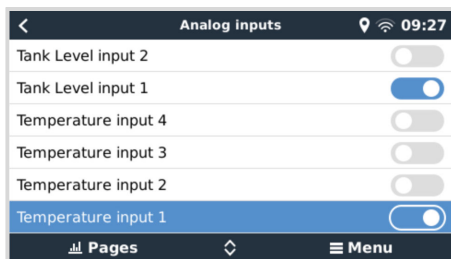 Analog inputs 09:27
Tank Level input 2
Tank Level input 1
Temperature input 4
Temperature input 3
Temperature input 2
Temperature input 1
Pages Menu